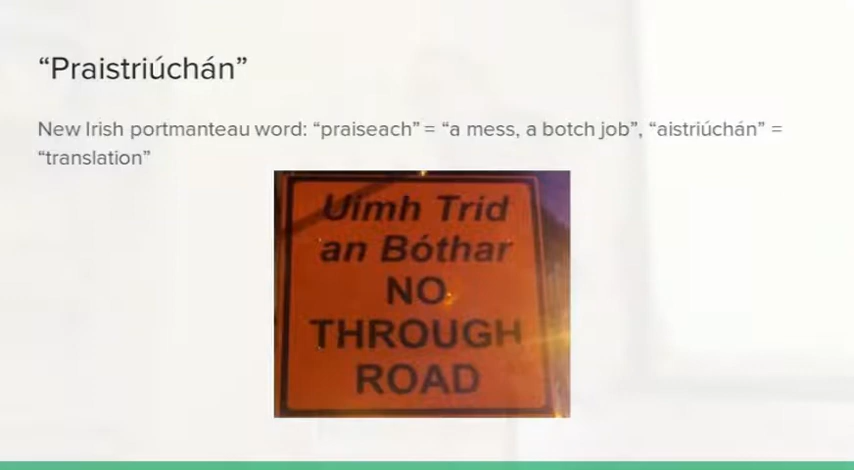 “Praistriúchán”
New Irish portmanteau word: “praiseach” = “a mess, a botch job”, “aistriúchán” =
“translation”
Uimh Trid
an Bóthar
NO
THROUGH
ROAD